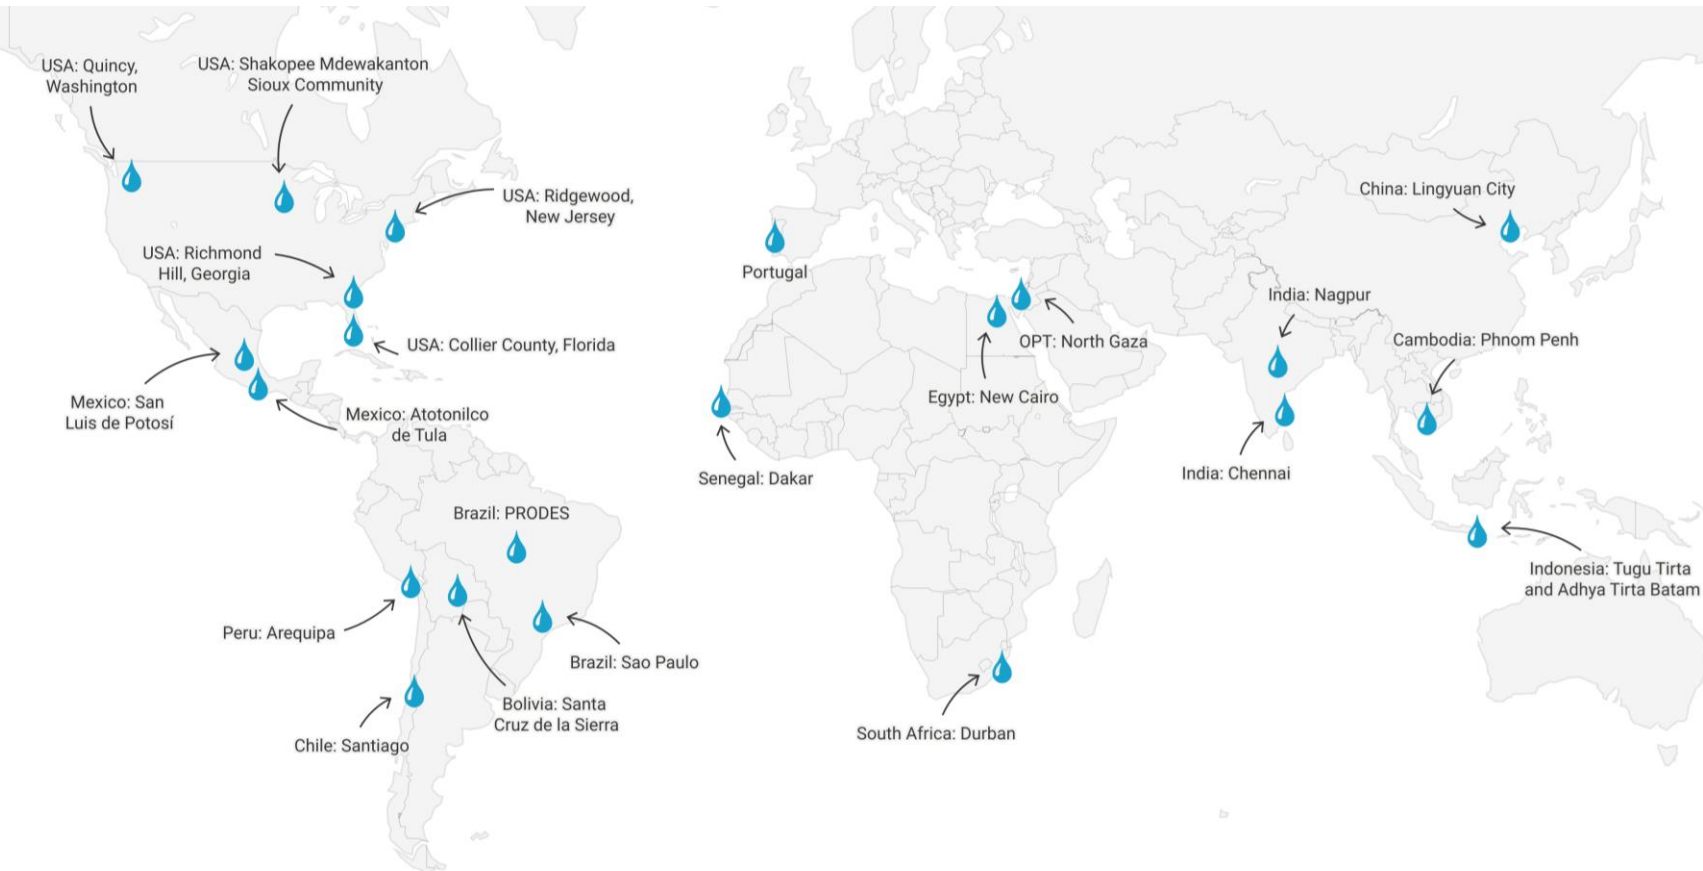 USA: Quincy,
Washington
USA: Shakopee Mdewakanton
Sioux Community
USA: Ridgewood,
New Jersey
USA: Richmond
Hill, Georgia
USA: Collier County, Florida
Mexico: San
Luis de Potosí
Mexico: Atotonilco
de Tula
Brazil: PRODES
Peru: Arequipa
Brazil: Sao Paulo
Bolivia: Santa
Cruz de la Sierra
Chile: Santiago
Portugal
OPT: North Gaza
Egypt: New Cairo
Senegal: Dakar
South Africa: Durban
China: Lingyuan City
India: Nagpur
Cambodia: Phnom Penh
India: Chennai
Indonesia: Tugu Tirta
and Adhya Tirta Batam